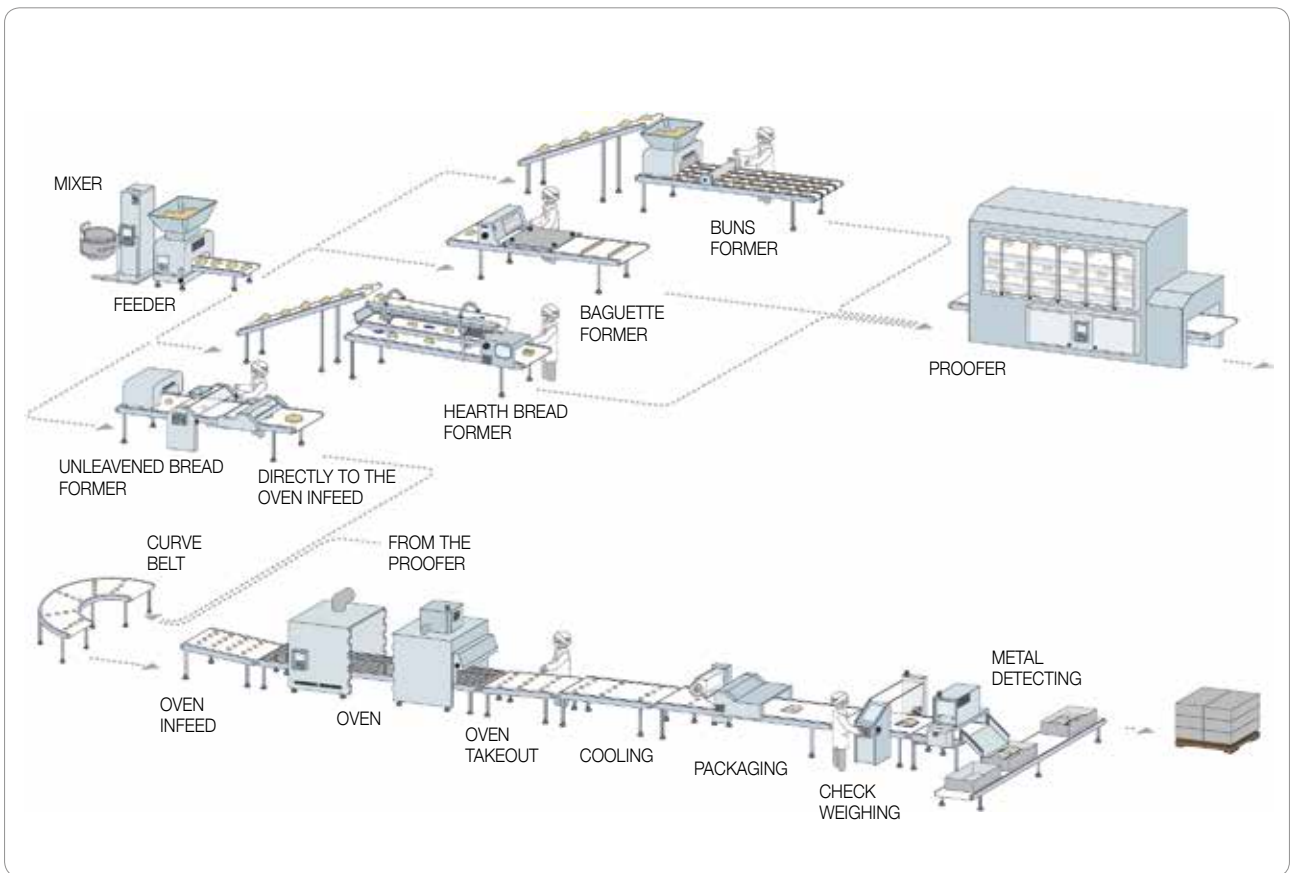 MIXER
FEEDER
BUNS
FORMER
BAGUETTE
FORMER
PROOFER
HEARTH BREAD
FORMER
UNLEAVENED BREAD
FORMER
DIRECTLY TO THE
OVEN INFEED
CURVE
BELT
FROM THE
PROOFER
OVEN
INFEED
OVEN
OVEN
TAKEOUT
COOLING
PACKAGING
CHECK
WEIGHING
METAL
DETECTING